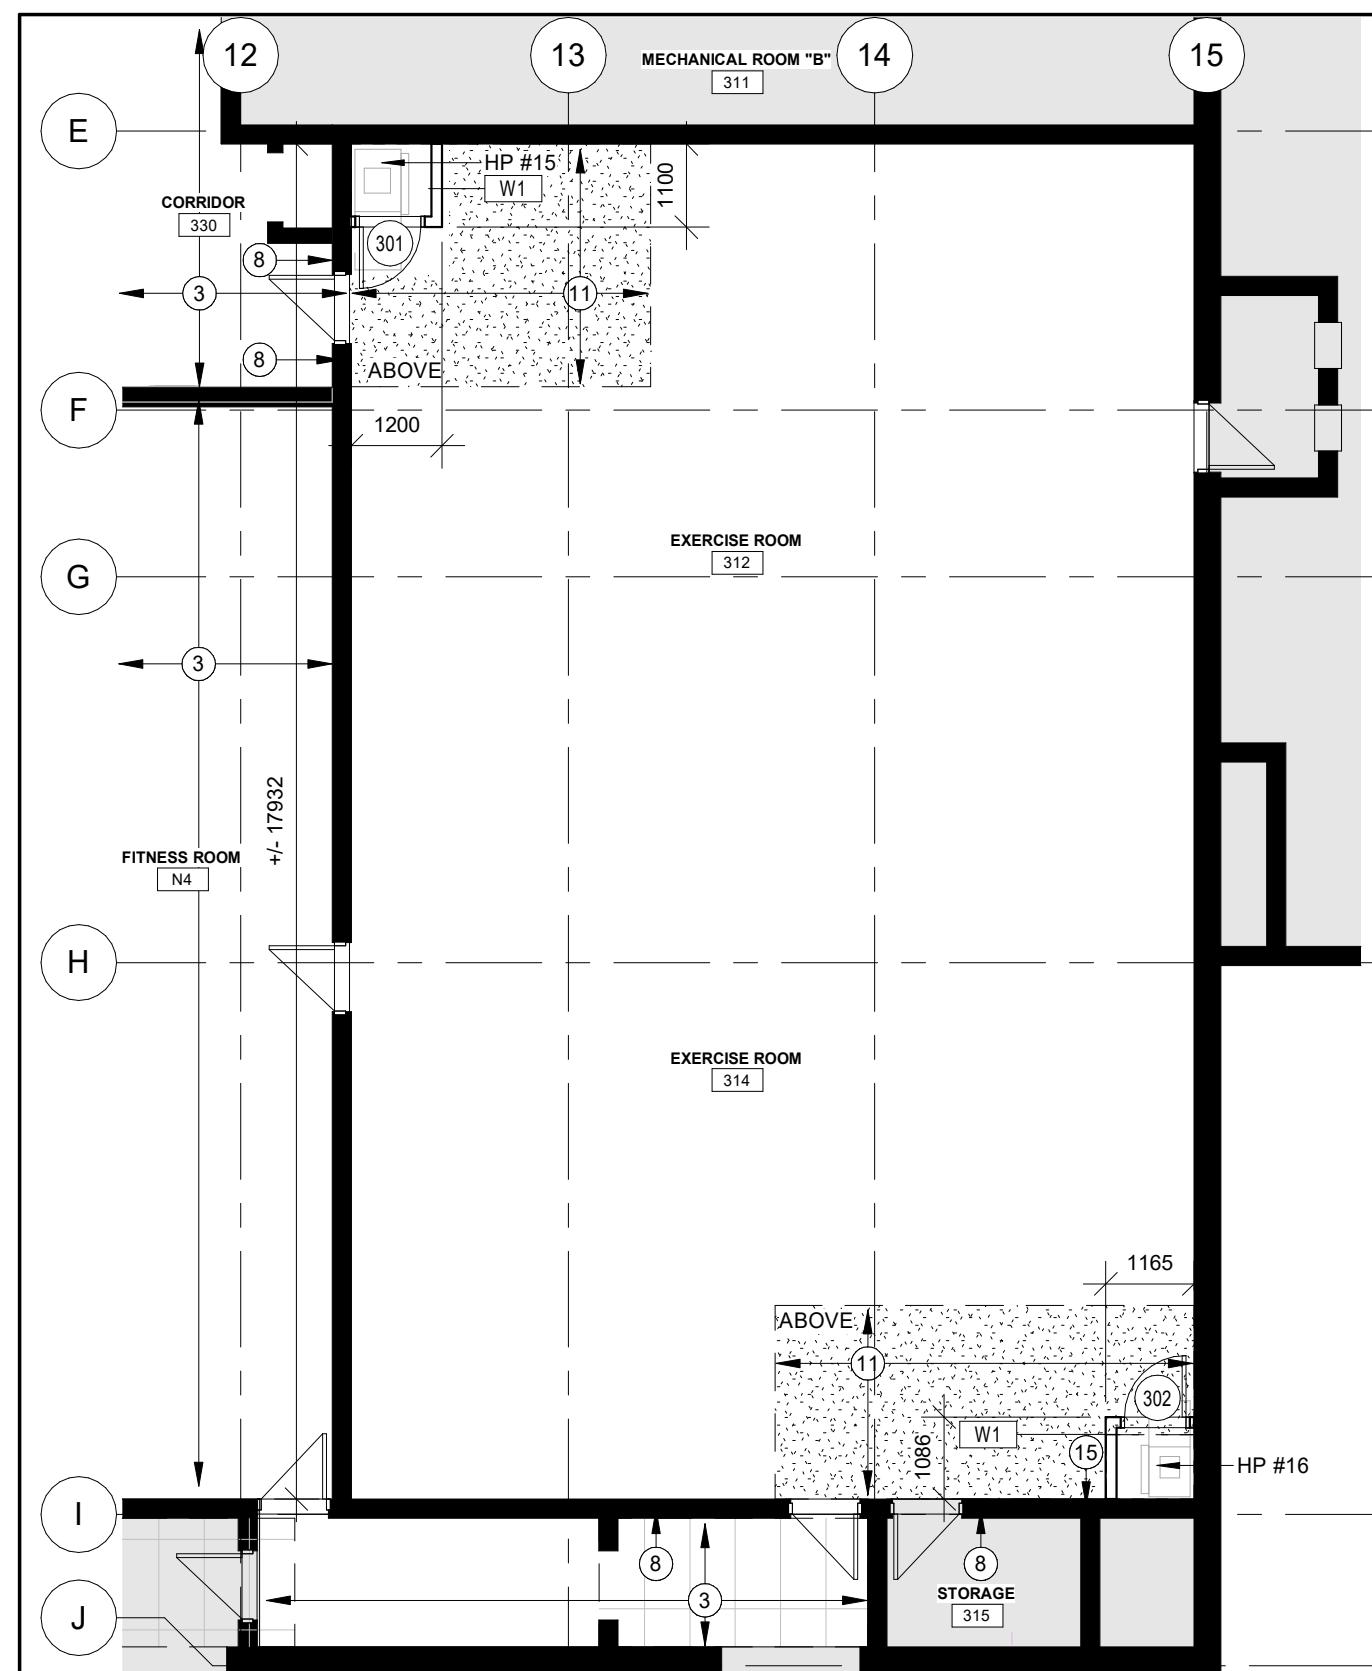 12
13
14
15
MECHANICAL ROOM "B"
311
E
HP #15
W1
1100
CORRIDOR
330
301
8
3
11
8
ABOVE
F
1200
EXERCISE ROOM
312
G
3
+/- 17932
FITNESS ROOM
N4
H
EXERCISE ROOM
314
1165
ABOVE
11
302
W1
1086
15
HP #16
I
8
8
3
STORAGE
315
J